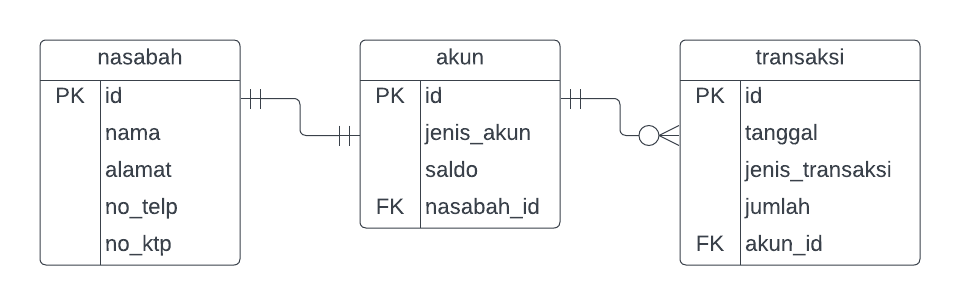 nasabah
PK id
nama
alamat
no_telp
no_ktp
akun
PK id
jenis_akun
saldo
FK nasabah_id
transaksi
PK id
tanggal
jenis_transaksi
jumlah
FK akun_id